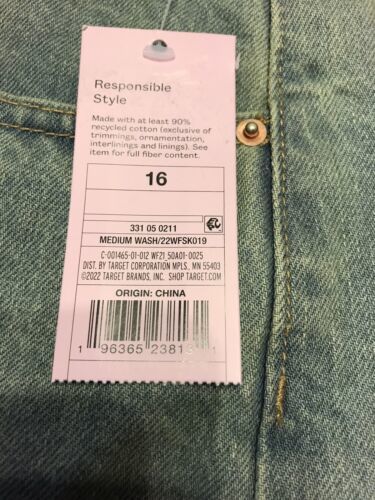 Responsible
Style
Made with at least 90%
recycled cotton (exclusive of
trimmings, ornamentation,
interlinings and linings). See
item for full fiber content.
16
331 05 0211
MEDIUM WASH/22WFSK019
C-001465-01-012 WF21_50A01-0025
DIST. BY TARGET CORPORATION MPLS., MN 55403
©2022 TARGET BRANDS, INC. SHOP TARGET.COM
ORIGIN: CHINA
1 96365 2381